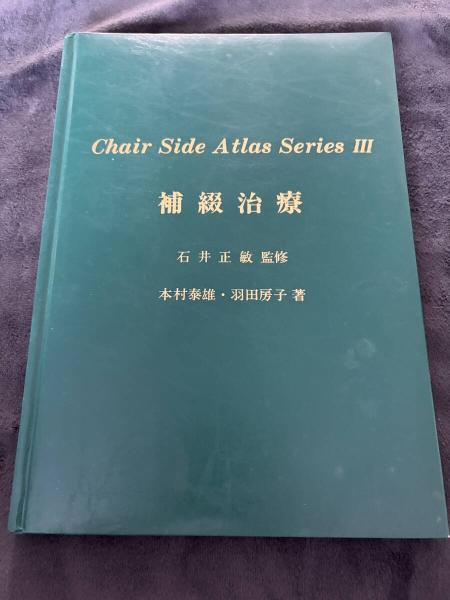 Chair Side Atlas Series III
補綴治療
石井正敏 監修
本村泰雄・羽田房子 著